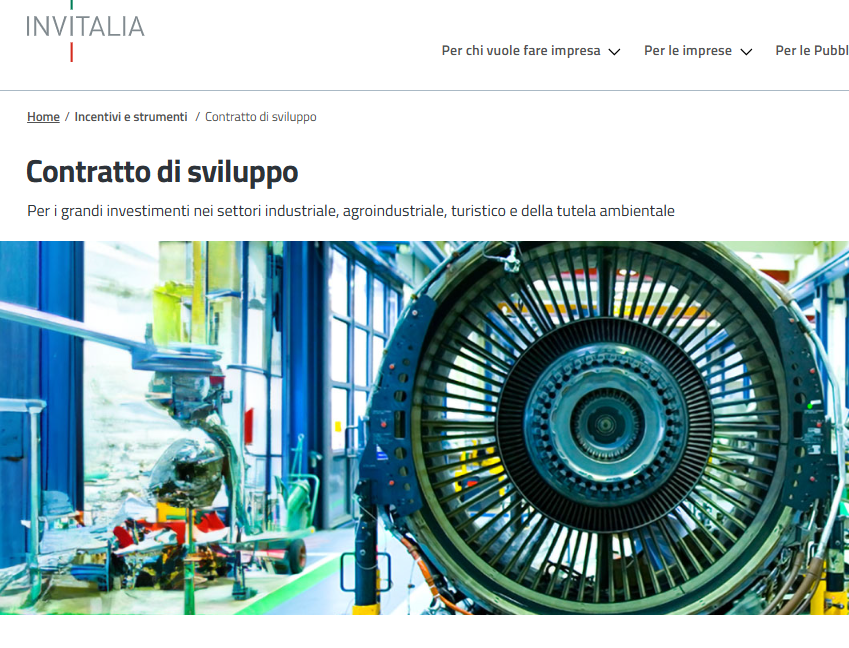 INVITALIA
Per chi vuole fare impresa Per le imprese Per le Pubbl
Home / Incentivi e strumenti / Contratto di sviluppo
Contratto di sviluppo
Per i grandi investimenti nei settori industriale, agroindustriale, turistico e della tutela ambientale